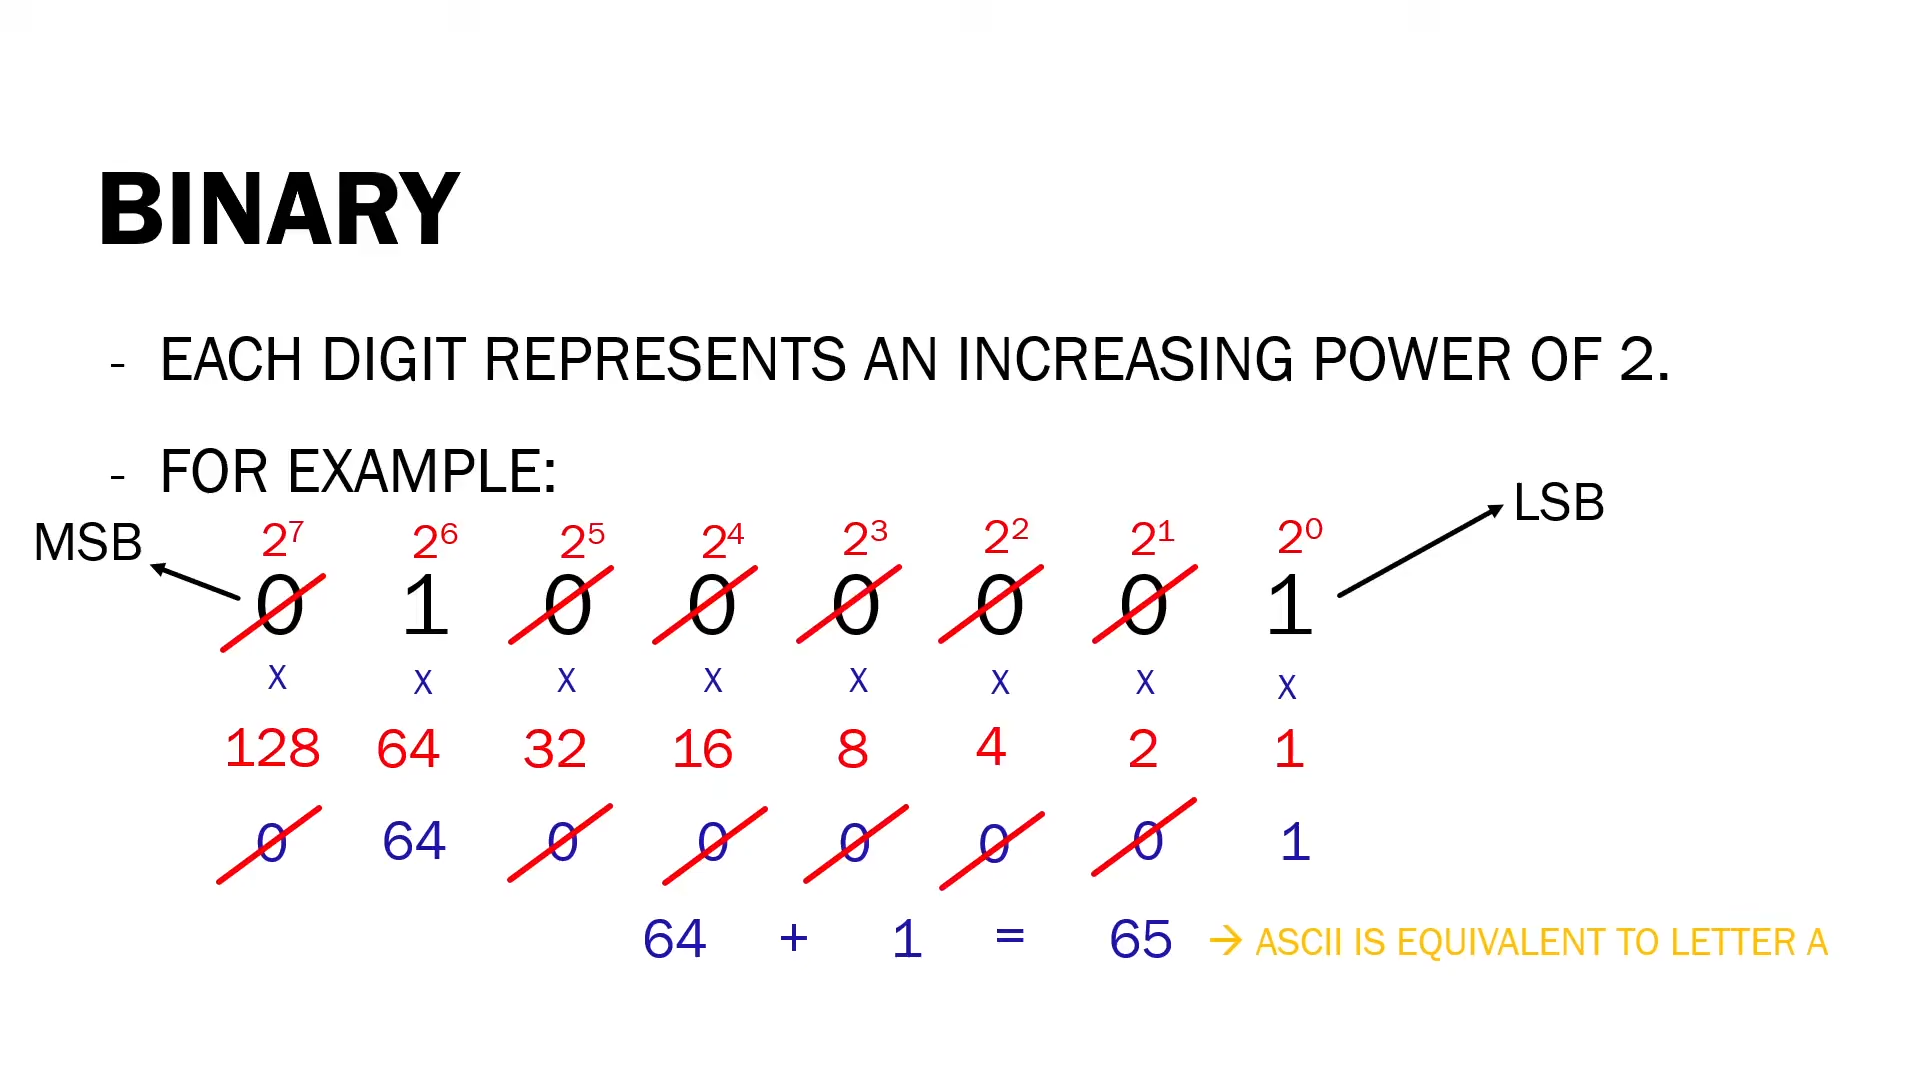 BINARY
- EACH DIGIT REPRESENTS AN INCREASING POWER OF 2.
- FOR EXAMPLE:
LSB
MSB 2⁷ 2⁶ 2⁵ 2⁴ 2³ 2² 2¹ 2⁰
0 1 0 0 0 0 0 1
X X X X X X X X
128 64 32 16 8 4 2 1
0 64 0 0 0 0 0 1
64 + 1 = 65 → ASCII IS EQUIVALENT TO LETTER A